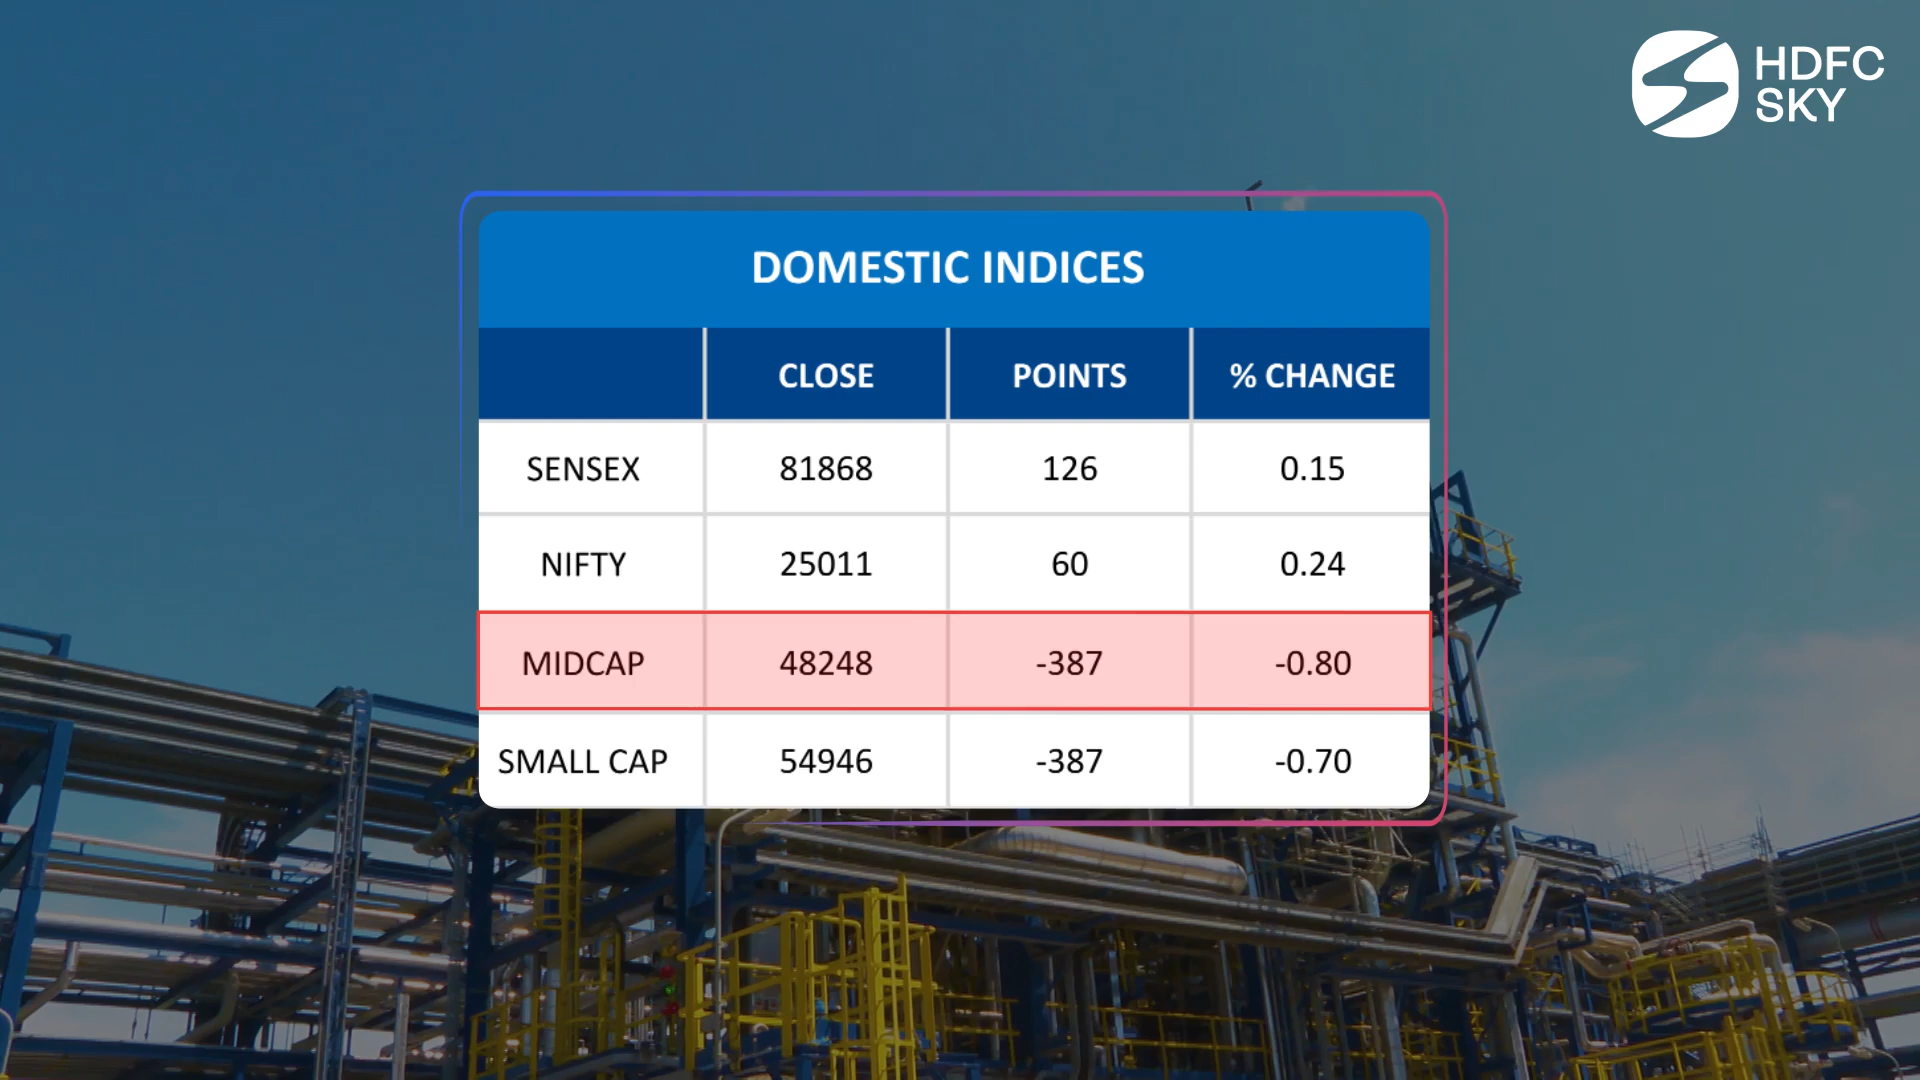 HDFC
SKY
DOMESTIC INDICES
CLOSE POINTS % CHANGE
SENSEX 81868 126 0.15
NIFTY 25011 60 0.24
MIDCAP 48248 -387 -0.80
SMALL CAP 54946 -387 -0.70